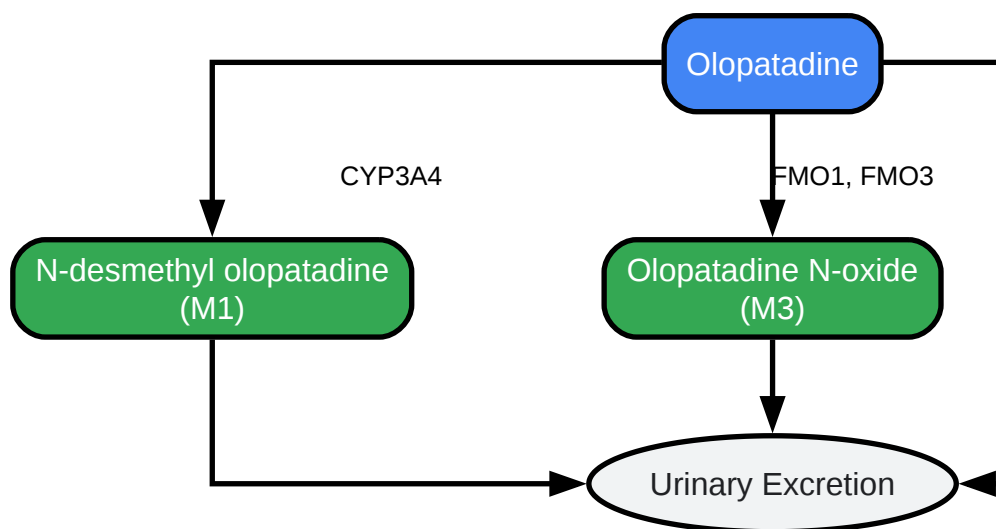 Olopatadine
CYP3A4
FMO1, FMO3
N-desmethyl olopatadine
(M1)
Olopatadine N-oxide
(M3)
Urinary Excretion